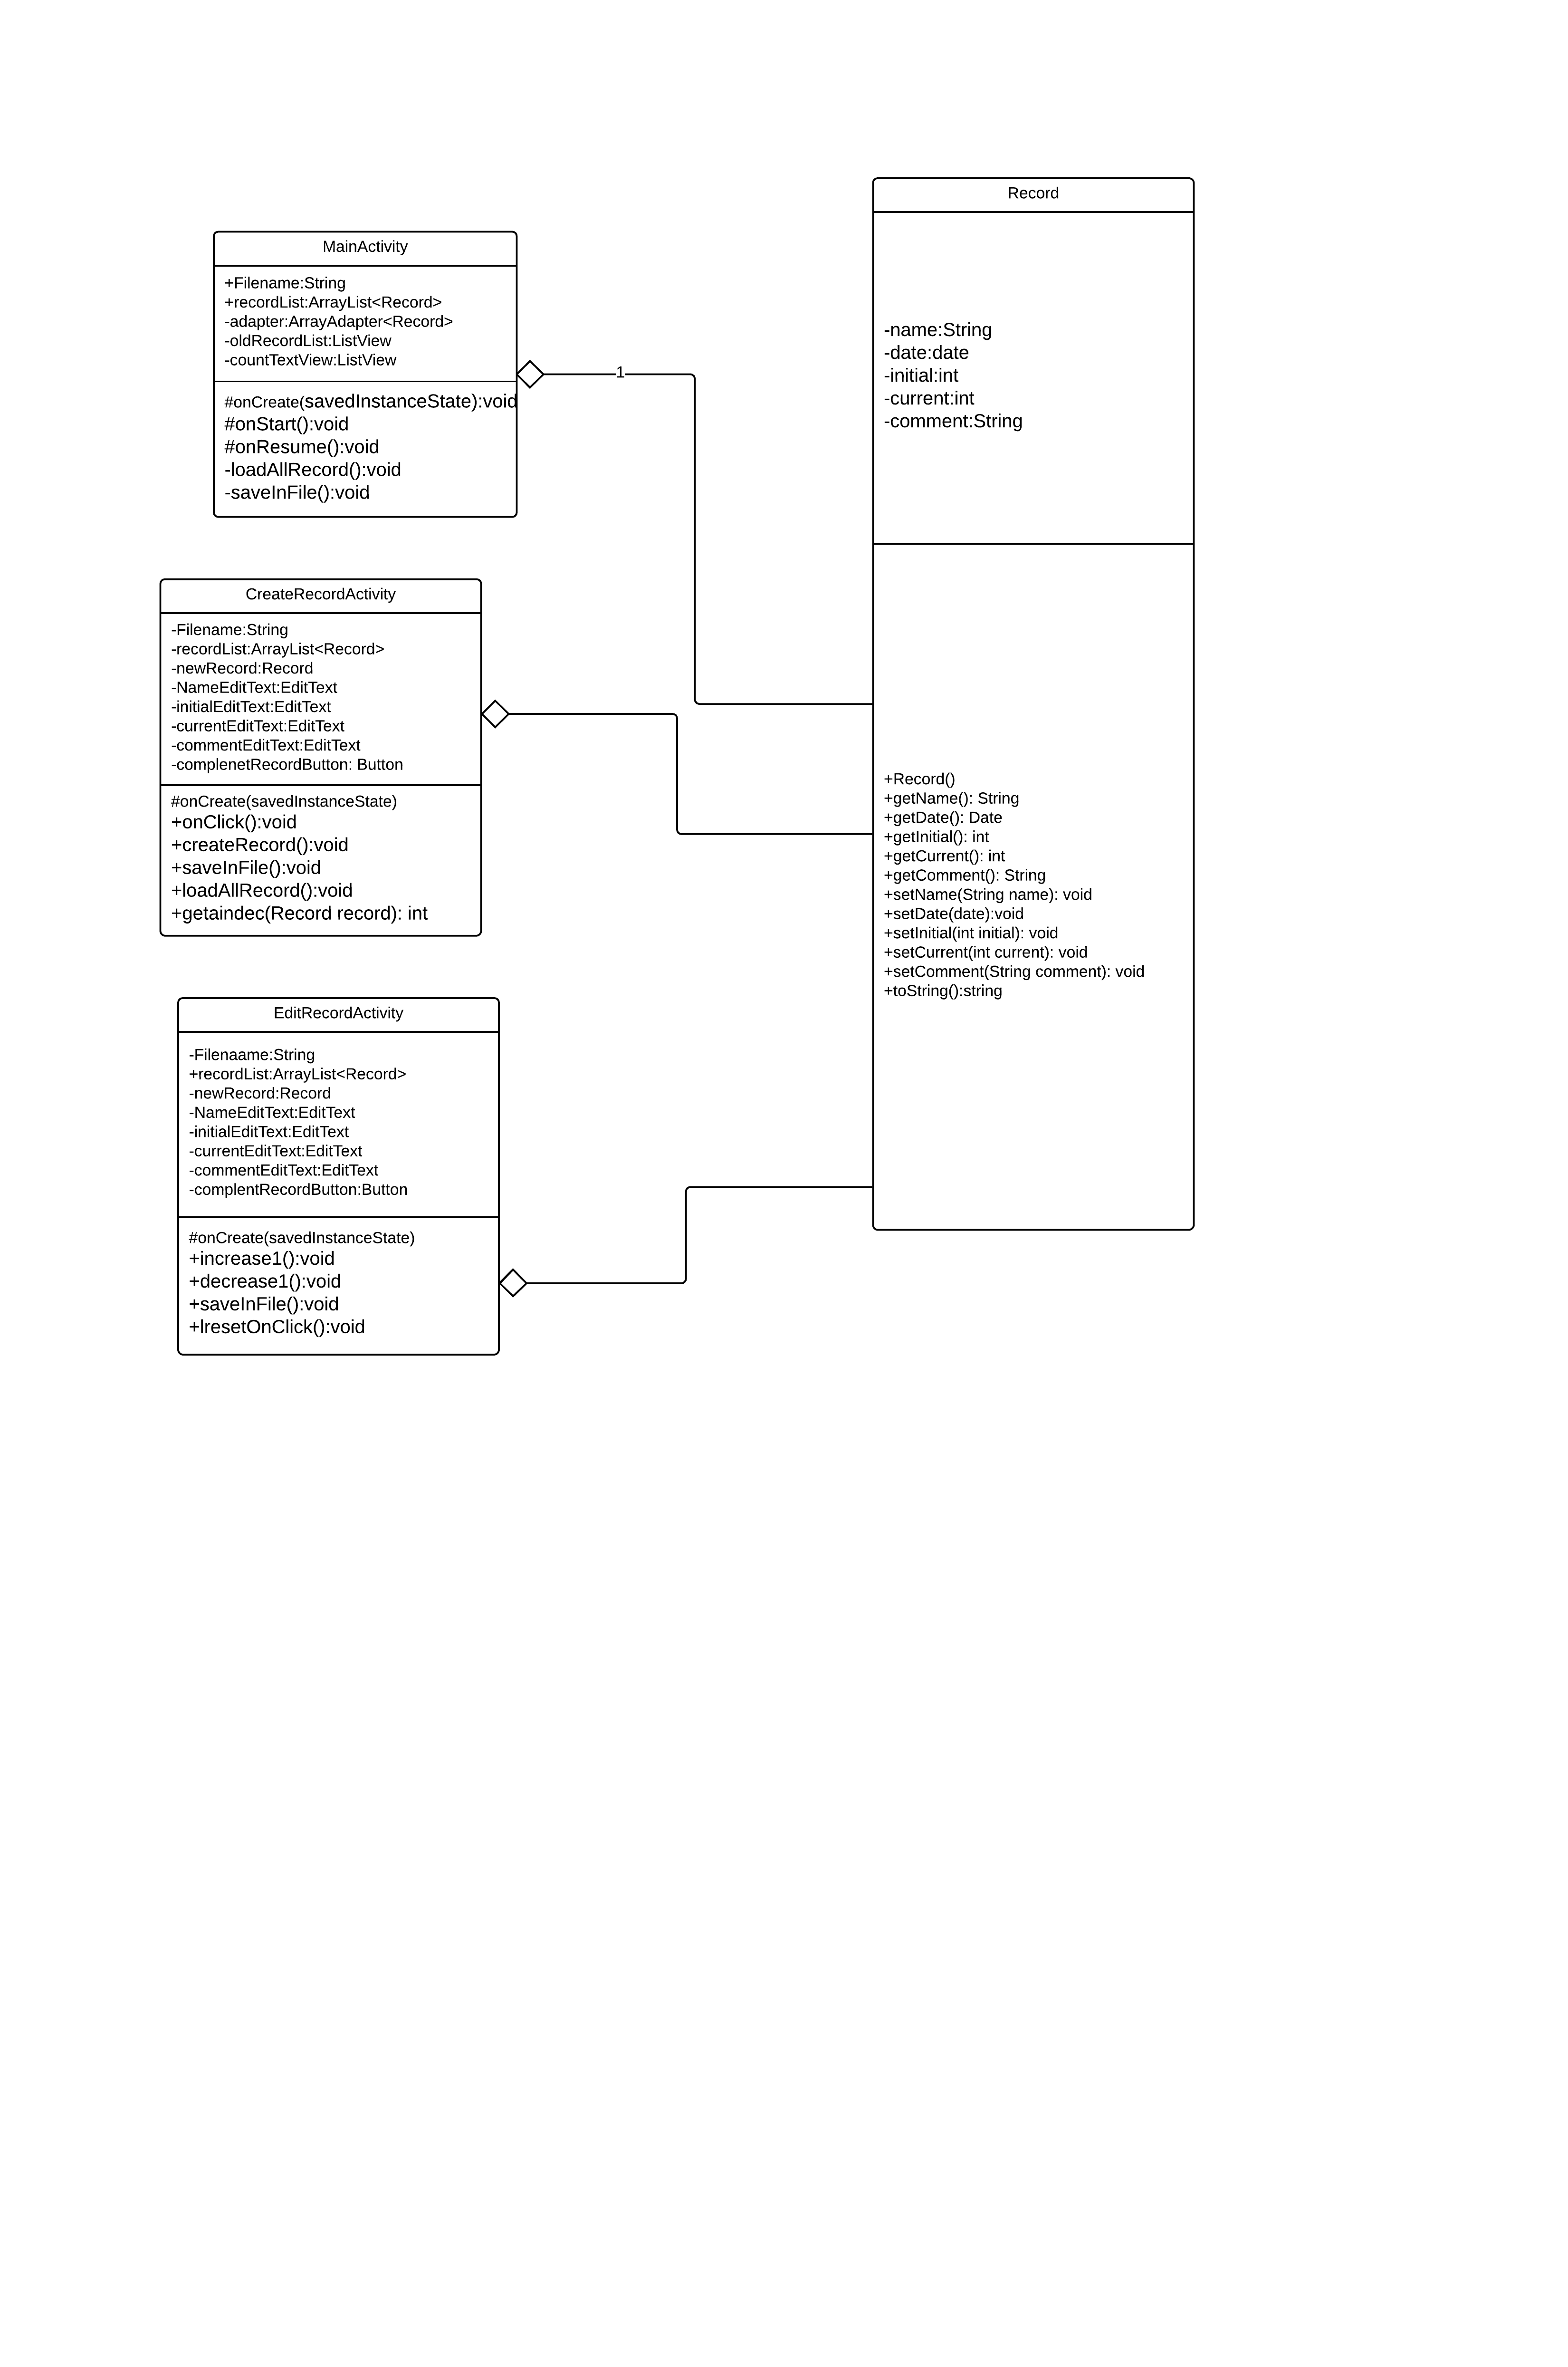 MainActivity
+Filename:String
+recordList:ArrayList<Record>
-adapter:ArrayAdapter<Record>
-oldRecordList:ListView
-countTextView:ListView
#onCreate(savedInstanceState):void
#onStart():void
#onResume():void
-loadAllRecord():void
-saveInFile():void
1
CreateRecordActivity
-Filename:String
-recordList:ArrayList<Record>
-newRecord:Record
-NameEditText:EditText
-initialEditText:EditText
-currentEditText:EditText
-commentEditText:EditText
-complenetRecordButton: Button
#onCreate(savedInstanceState)
+onClick():void
+createRecord():void
+saveInFile():void
+loadAllRecord():void
+getaindec(Record record): int
EditRecordActivity
-Filenaame:String
+recordList:ArrayList<Record>
-newRecord:Record
-NameEditText:EditText
-initialEditText:EditText
-currentEditText:EditText
-commentEditText:EditText
-complentRecordButton:Button
#onCreate(savedInstanceState)
+increase1():void
+decrease1():void
+saveInFile():void
+lresetOnClick():void
Record
-name:String
-date:date
-initial:int
-current:int
-comment:String
+Record()
+getName(): String
+getDate(): Date
+getInitial(): int
+getCurrent(): int
+getComment(): String
+setName(String name): void
+setDate(date):void
+setInitial(int initial): void
+setCurrent(int current): void
+setComment(String comment): void
+toString():string